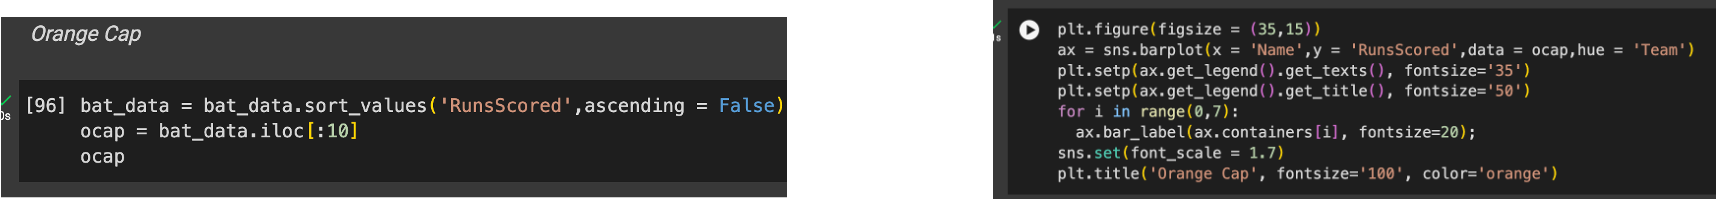 Orange Cap
[96] bat_data = bat_data.sort_values('RunsScored',ascending = False)
ocap = bat_data.iloc[:10]
ocap
0s
plt.figure(figsize = (35,15))
ax = sns.barplot(x = 'Name',y = 'RunsScored',data = ocap,hue = 'Team')
plt.setp(ax.get_legend().get_texts(), fontsize='35')
plt.setp(ax.get_legend().get_title(), fontsize='50')
for i in range(0,7):
  ax.bar_label(ax.containers[i], fontsize=20);
sns.set(font_scale = 1.7)
plt.title('Orange Cap', fontsize='100', color='orange')